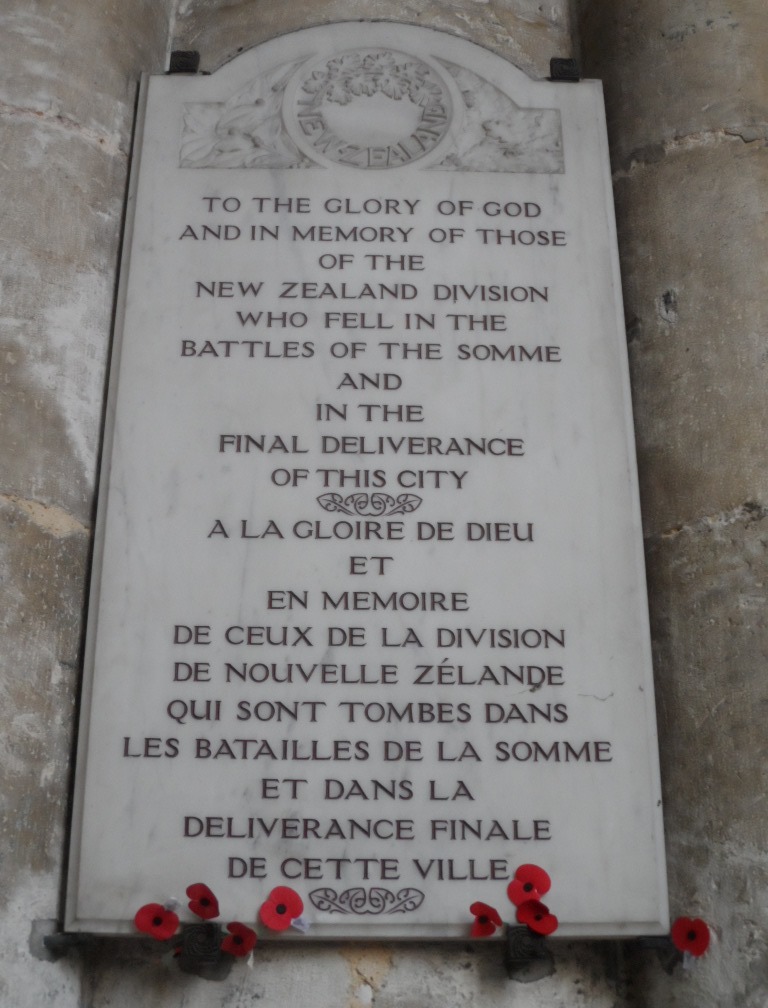 NEW ZEALAND
TO THE GLORY OF GOD
AND IN MEMORY OF THOSE
OF THE
NEW ZEALAND DIVISION
WHO FELL IN THE
BATTLES OF THE SOMME
AND
IN THE
FINAL DELIVERANCE
OF THIS CITY
A LA GLOIRE DE DIEU
ET
EN MEMOIRE
DE CEUX DE LA DIVISION
DE NOUVELLE ZÉLANDE
QUI SONT TOMBES DANS
LES BATAILLES DE LA SOMME
ET DANS LA
DELIVERANCE FINALE
DE CETTE VILLE